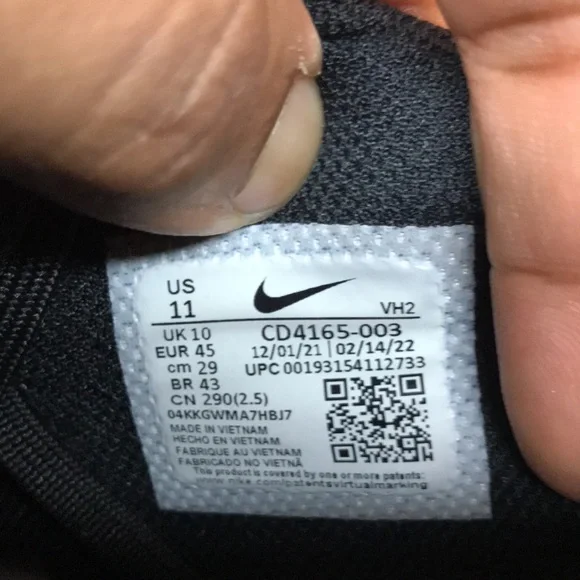 US
11
VH2
UK 10
CD4165-003
EUR 45
12/01/21 | 02/14/22
cm 29
UPC 00193154112733
BR 43
CN 290(2.5)
04KKGWMA7HBJ7
MADE IN VIETNAM
HECHO EN VIETNAM
FABRIQUE AU VIETNAM
FABRICADO NO VIETNÃ
This product is covered by one or more patents:
www.nike.com/patentsvirtualmarking